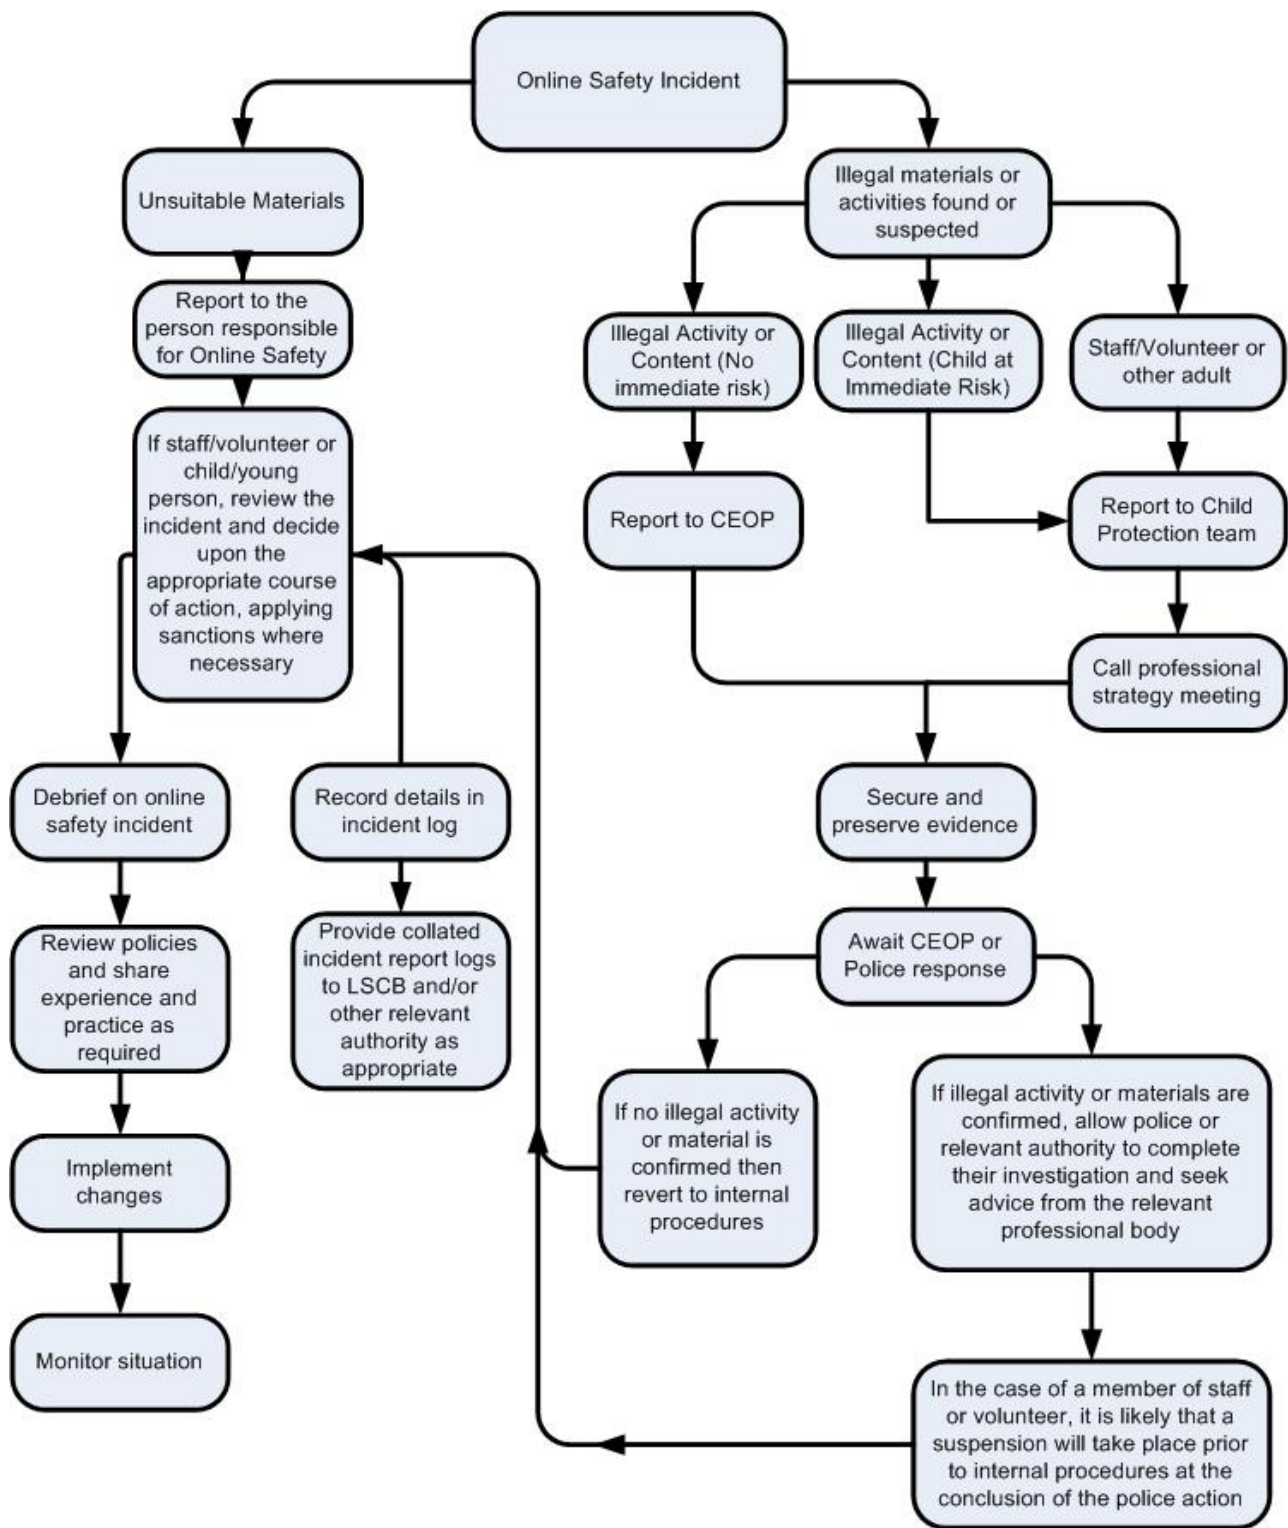 Online Safety Incident
Unsuitable Materials
Report to the
person responsible
for Online Safety
If staff/volunteer or
child/young
person, review the
incident and decide
upon the
appropriate course
of action, applying
sanctions where
necessary
Debrief on online
safety incident
Review policies
and share
experience and
practice as
required
Implement
changes
Monitor situation
Record details in
incident log
Provide collated
incident report logs
to LSCB and/or
other relevant
authority as
appropriate
Illegal materials or
activities found or
suspected
Illegal Activity or
Content (No
immediate risk)
Illegal Activity or
Content (Child at
Immediate Risk)
Staff/Volunteer or
other adult
Report to CEOP
Report to Child
Protection team
Call professional
strategy meeting
Secure and
preserve evidence
Await CEOP or
Police response
If no illegal activity
or material is
confirmed then
revert to internal
procedures
If illegal activity or materials are
confirmed, allow police or
relevant authority to complete
their investigation and seek
advice from the relevant
professional body
In the case of a member of staff
or volunteer, it is likely that a
suspension will take place prior
to internal procedures at the
conclusion of the police action